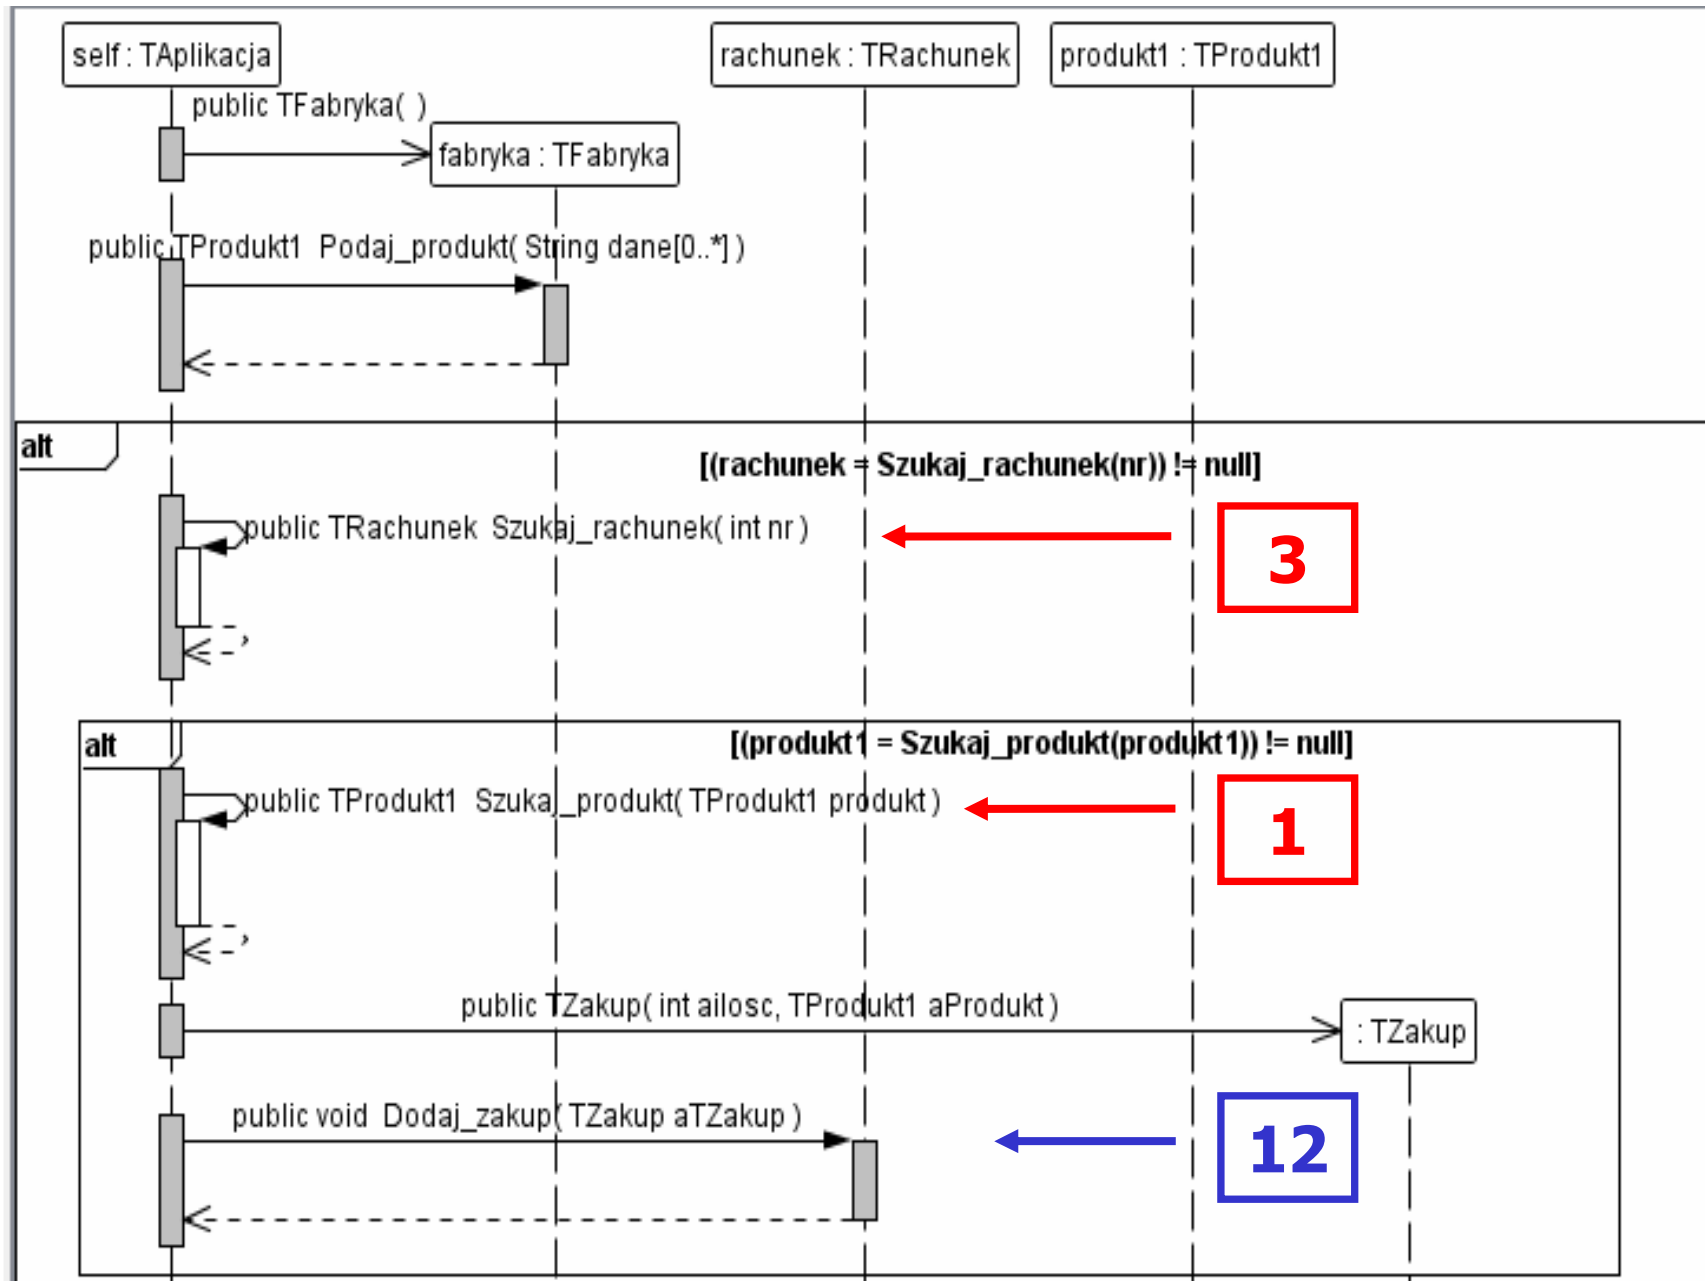 self : TAplikacja
rachunek : TRachunek
produkt1 : TProdukt1
public TFabryka( )
fabryka : TFabryka
public TProdukt1 Podaj_produkt( String dane[0..*] )
alt
[(rachunek = Szukaj_rachunek(nr)) != null]
public TRachunek Szukaj_rachunek( int nr )
3
alt
[(produkt1 = Szukaj_produkt(produkt1)) != null]
public TProdukt1 Szukaj_produkt( TProdukt1 produkt )
1
public TZakup( int ailosc, TProdukt1 aProdukt )
: TZakup
public void Dodaj_zakup( TZakup aTZakup )
12